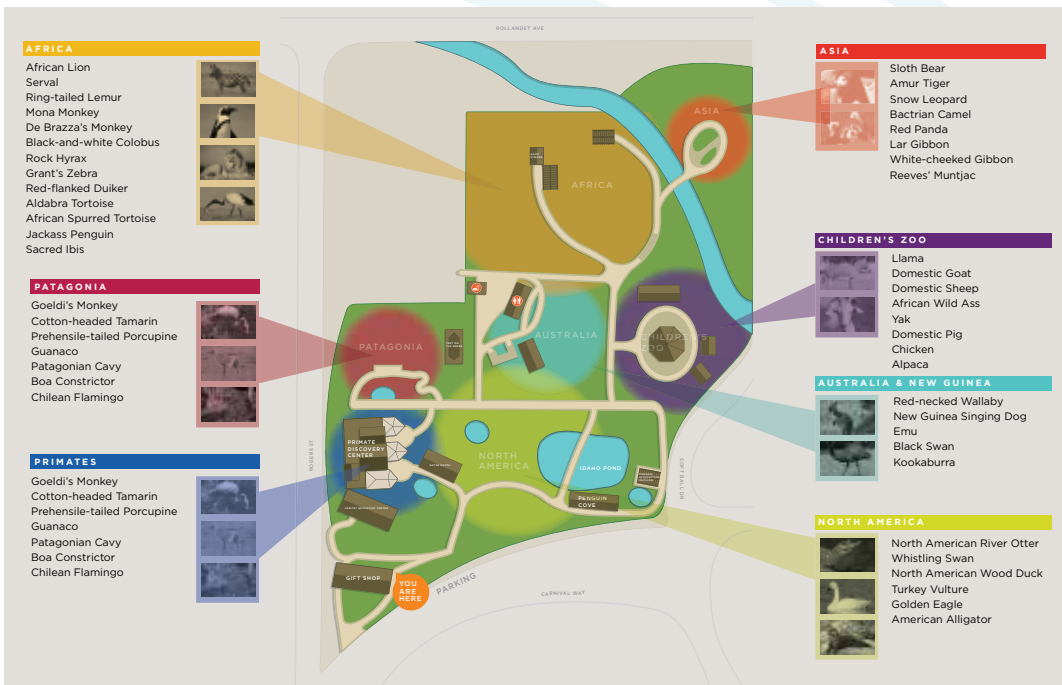 ROLLANDET AVE
AFRICA
African Lion
Serval
Ring-tailed Lemur
Mona Monkey
De Brazza's Monkey
Black-and-white Colobus
Rock Hyrax
Grant's Zebra
Red-flanked Duiker
Aldabra Tortoise
African Spurred Tortoise
Jackass Penguin
Sacred Ibis
PATAGONIA
Goeldi's Monkey
Cotton-headed Tamarin
Prehensile-tailed Porcupine
Guanaco
Patagonian Cavy
Boa Constrictor
Chilean Flamingo
PRIMATES
Goeldi's Monkey
Cotton-headed Tamarin
Prehensile-tailed Porcupine
Guanaco
Patagonian Cavy
Boa Constrictor
Chilean Flamingo
ASIA
AFRICA
PATAGONIA
AUSTRALIA
CHILDREN'S
ZOO
PRIMATE
DISCOVERY
CENTER
NORTH
AMERICA
IDAHO POND
PENGUIN
COVE
GIFT SHOP
YOU
ARE
HERE
PARKING
CARNIVAL WAY
ROGERS ST
SOFT BALL DR
ASIA
Sloth Bear
Amur Tiger
Snow Leopard
Bactrian Camel
Red Panda
Lar Gibbon
White-cheeked Gibbon
Reeves' Muntjac
CHILDREN'S ZOO
Llama
Domestic Goat
Domestic Sheep
African Wild Ass
Yak
Domestic Pig
Chicken
Alpaca
AUSTRALIA & NEW GUINEA
Red-necked Wallaby
New Guinea Singing Dog
Emu
Black Swan
Kookaburra
NORTH AMERICA
North American River Otter
Whistling Swan
North American Wood Duck
Turkey Vulture
Golden Eagle
American Alligator